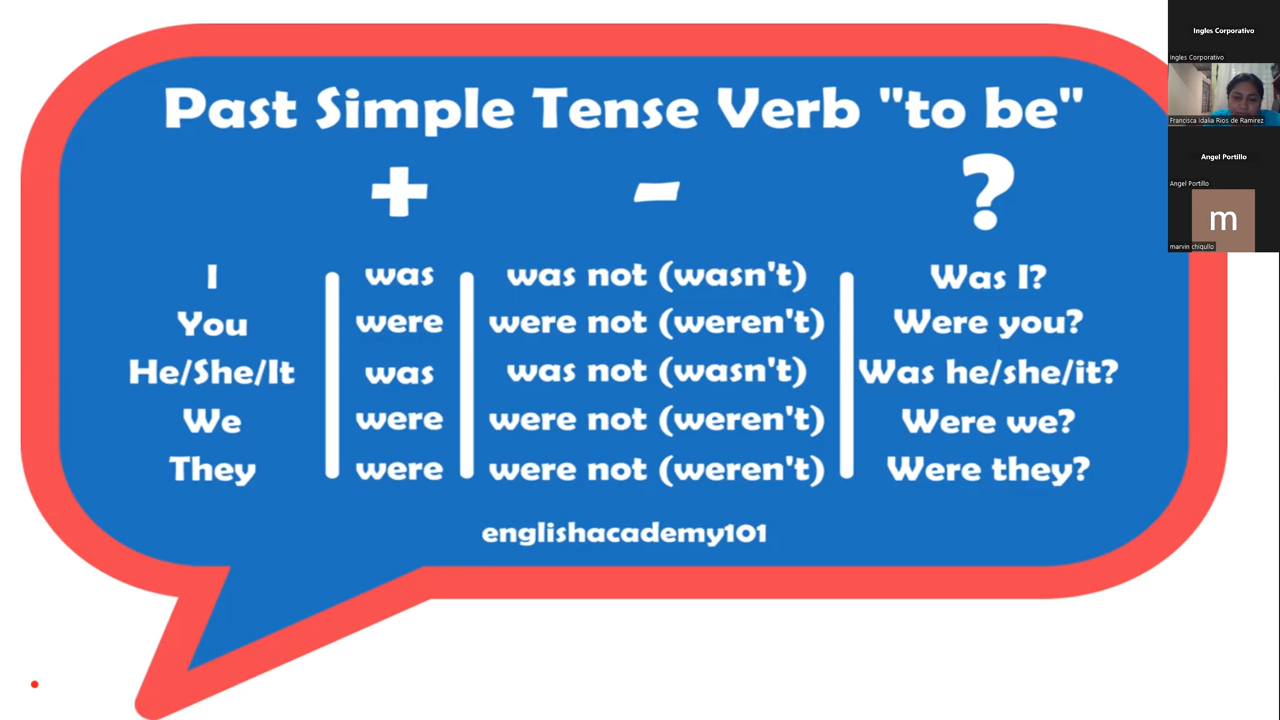 Past Simple Tense Verb "to be"
+ - ?
I was was not (wasn't) Was I?
You were were not (weren't) Were you?
He/She/It was was not (wasn't) Was he/she/it?
We were were not (weren't) Were we?
They were were not (weren't) Were they?
englishacademy101
Ingles Corporativo
Ingles Corporativo
Francisca Idalia Rios de Ramirez
Angel Portillo
Angel Portillo
m
marvin chiqullo